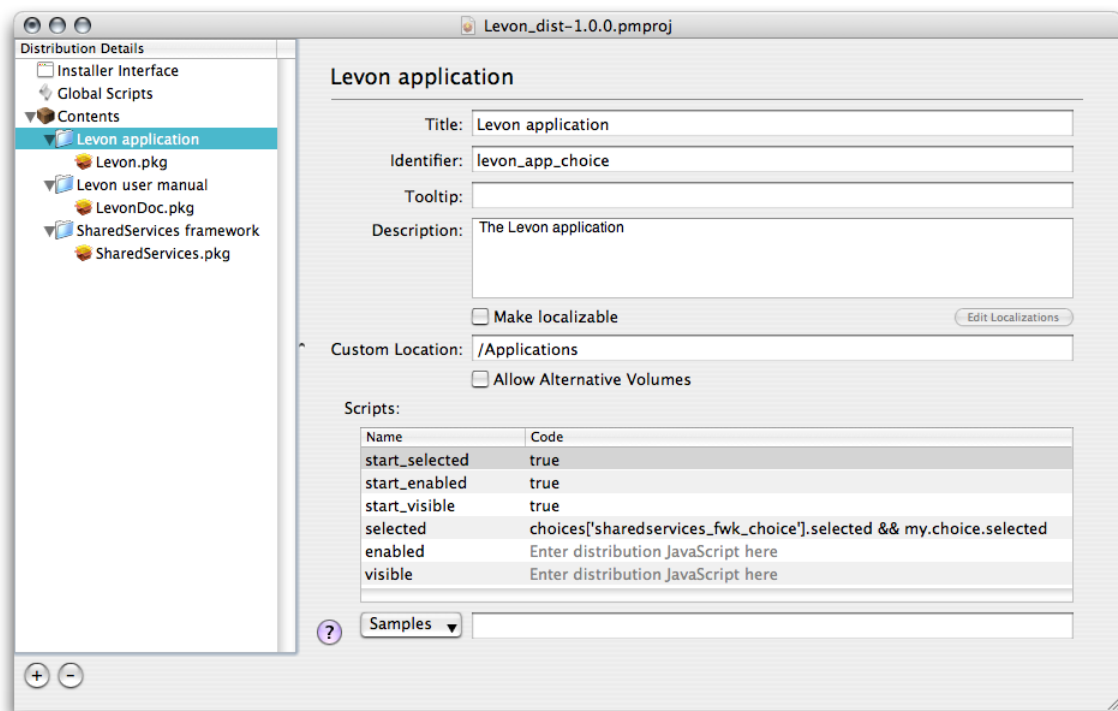 Levon_dist-1.0.0.pmproj
Distribution Details
Installer Interface
Global Scripts
Contents
Levon application
Levon.pkg
Levon user manual
LevonDoc.pkg
SharedServices framework
SharedServices.pkg
Levon application
Title: Levon application
Identifier: levon_app_choice
Tooltip:
Description: The Levon application
Make localizable Edit Localizations
Custom Location: /Applications
Allow Alternative Volumes
Scripts:
Name Code
start_selected true
start_enabled true
start_visible true
selected choices['sharedservices_fwk_choice'].selected && my.choice.selected
enabled Enter distribution JavaScript here
visible Enter distribution JavaScript here
? Samples
+ -